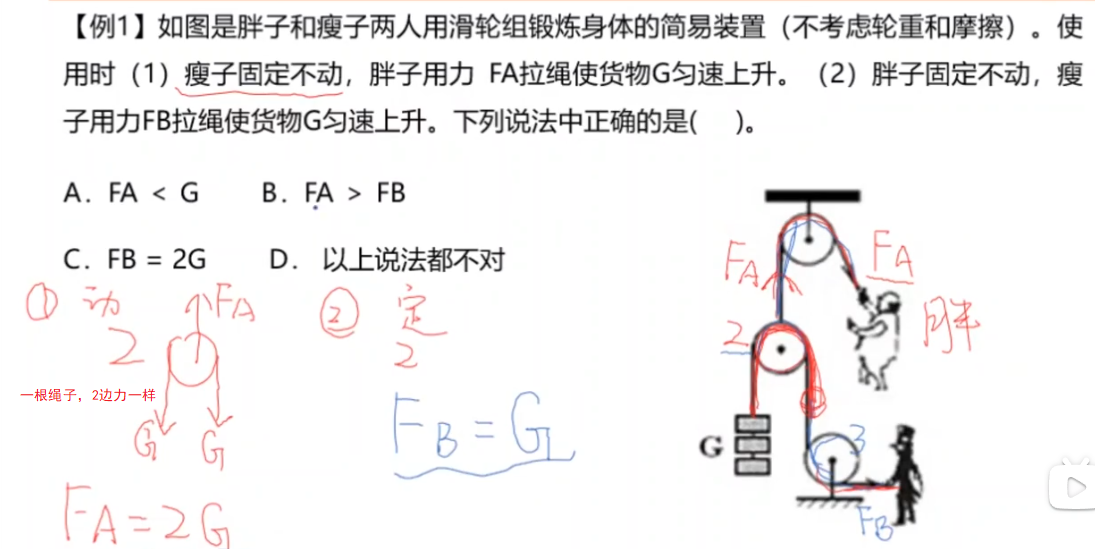 【例1】如图是胖子和瘦子两人用滑轮组锻炼身体的简易装置（不考虑轮重和摩擦）。使
用时（1）瘦子固定不动，胖子用力 FA拉绳使货物G匀速上升。（2）胖子固定不动，瘦
子用力FB拉绳使货物G匀速上升。下列说法中正确的是(    )。
A. FA < G    B. FA > FB
C. FB = 2G    D. 以上说法都不对
① 动
2
FA
一根绳子，2边力一样
G G
FA=2G
② 定
2
FB=G
FA
FA
胖
2
G
3
FB